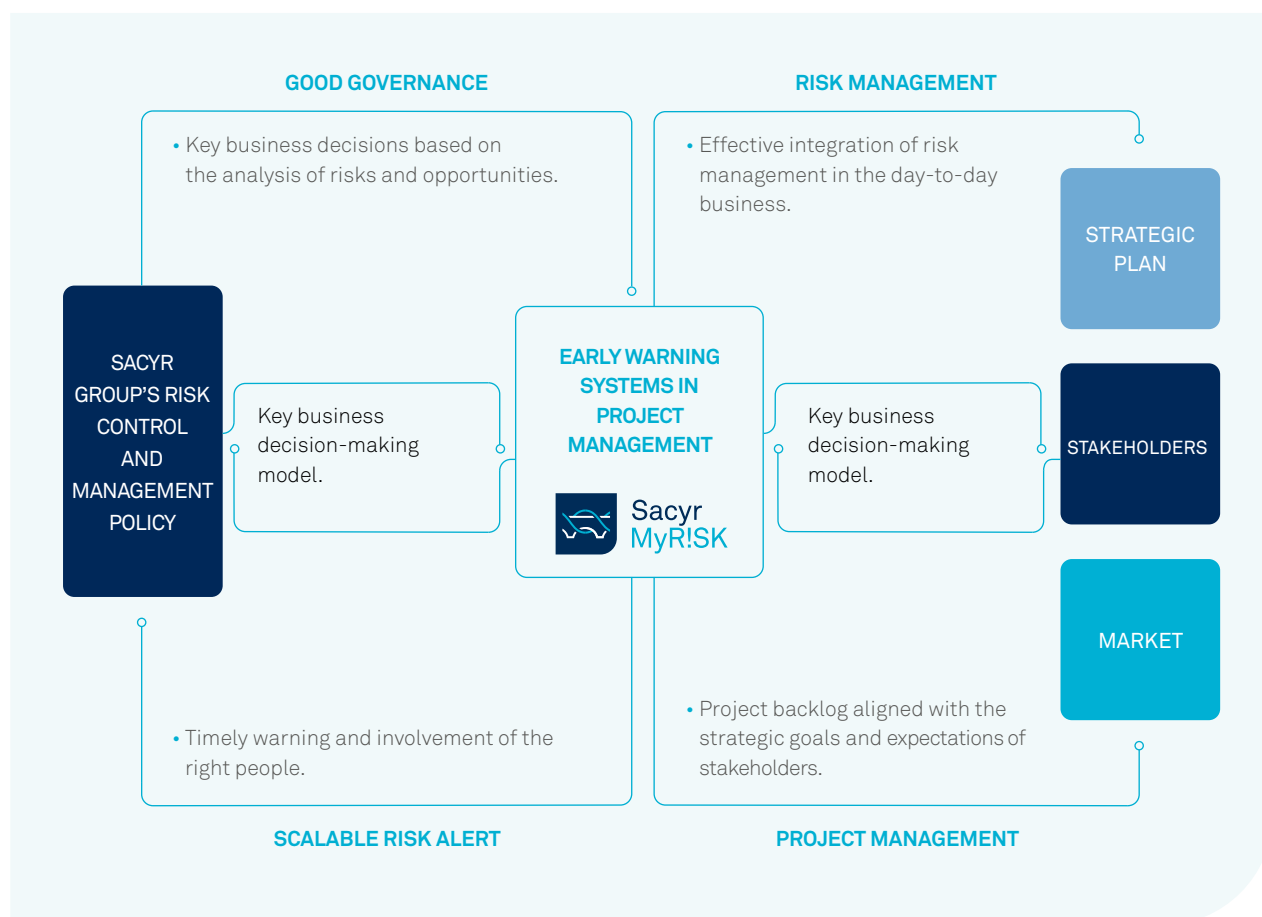 GOOD GOVERNANCE
• Key business decisions based on
the analysis of risks and opportunities.
RISK MANAGEMENT
• Effective integration of risk
management in the day-to-day
business.
STRATEGIC
PLAN
SACYR
GROUP'S RISK
CONTROL
AND
MANAGEMENT
POLICY
Key business
decision-making
model.
EARLY WARNING
SYSTEMS IN
PROJECT
MANAGEMENT
Sacyr
MyR!SK
Key business
decision-making
model.
STAKEHOLDERS
MARKET
• Timely warning and involvement of the
right people.
SCALABLE RISK ALERT
• Project backlog aligned with the
strategic goals and expectations of
stakeholders.
PROJECT MANAGEMENT